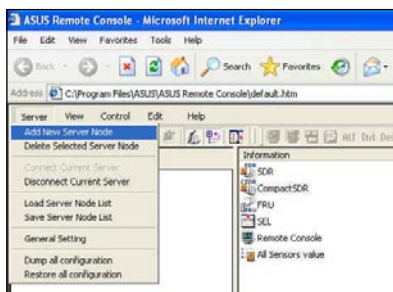 ASUS Remote Console - Microsoft Internet Explorer
File Edit View Favorites Tools Help
Back Search Favorites
Address C:\Program Files\ASUS\ASUS Remote Console\default.htm
Server View Control Edit Help
Add New Server Node
Delete Selected Server Node
Connect Current Server
Disconnect Current Server
Load Server Node List
Save Server Node List
General Setting
Dump all configuration
Restore all configuration
ALT Ctrl Del
Information
SDR
CompactSDR
FRU
SEL
Remote Console
All Sensors value